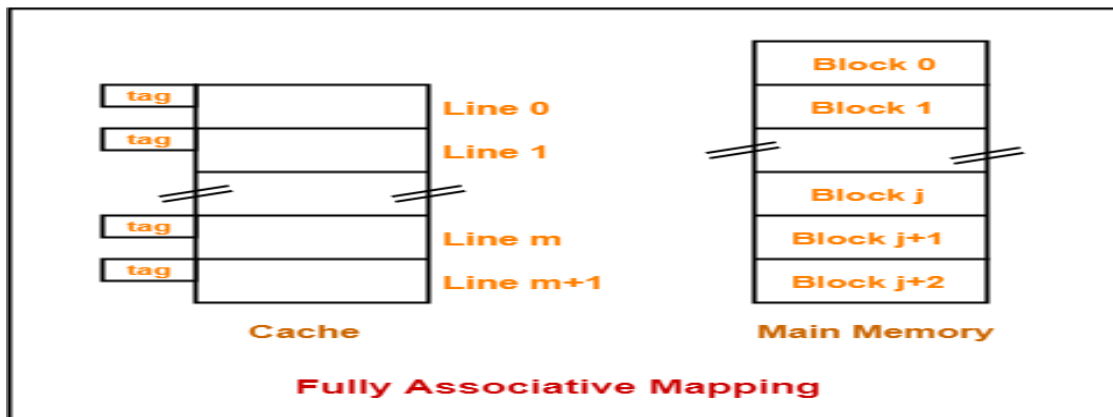 tag
Line 0
tag
Line 1
tag
Line m
tag
Line m+1
Cache
Block 0
Block 1
Block j
Block j+1
Block j+2
Main Memory
Fully Associative Mapping